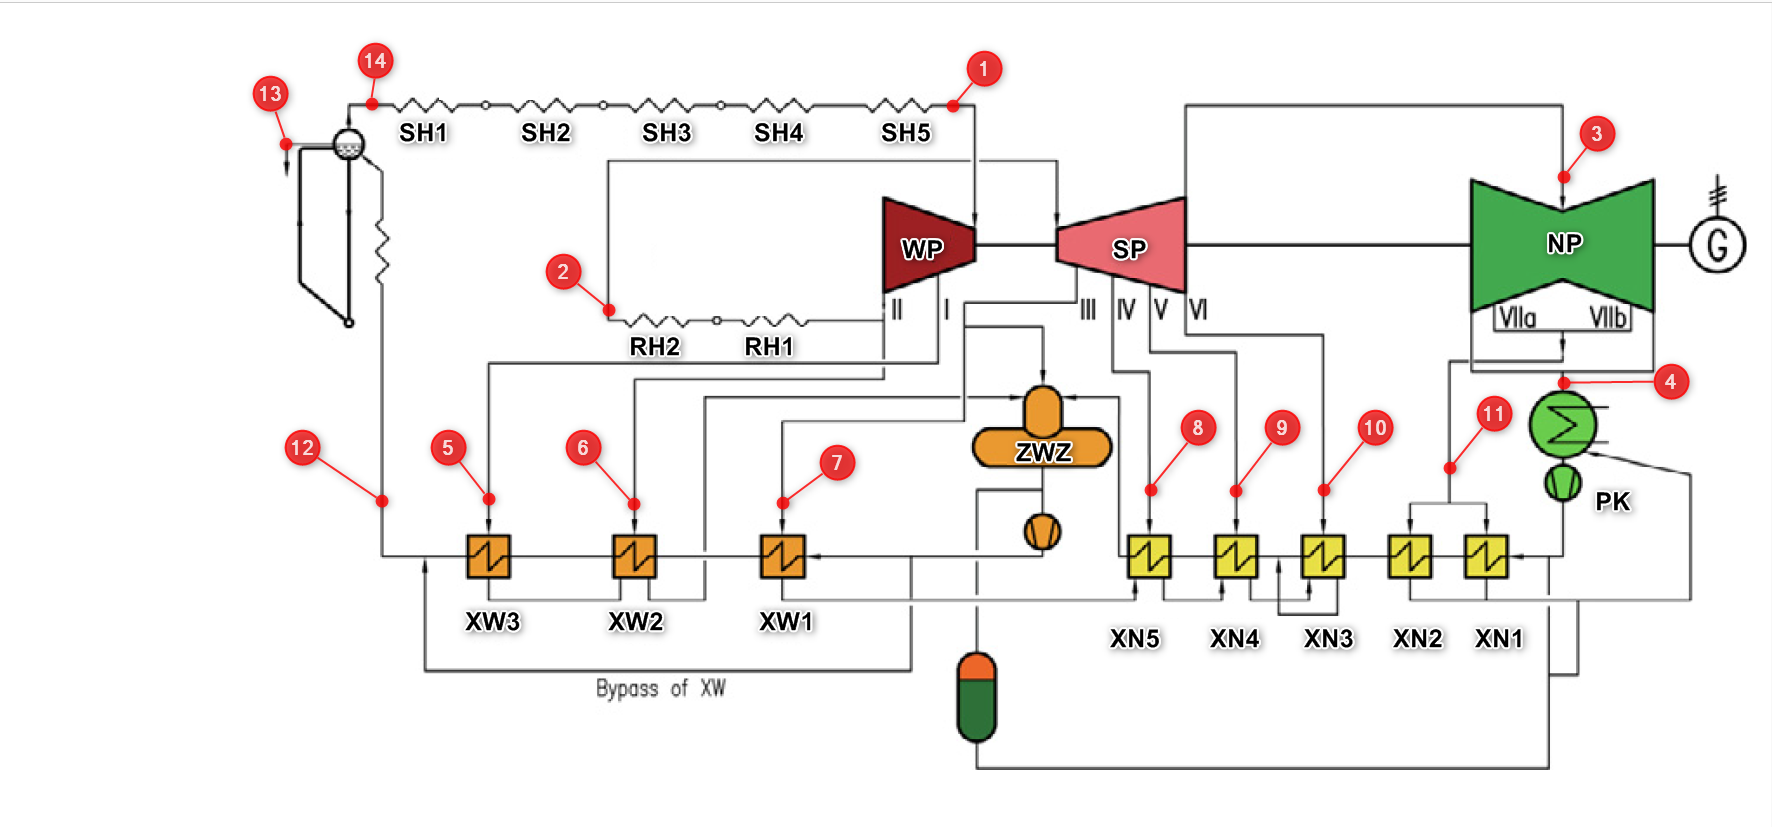 14
1
13
SH1
SH2
SH3
SH4
SH5
3
WP
SP
NP
G
2
II
I
III
IV
V
VI
VIIa
VIIb
RH2
RH1
4
12
5
6
7
ZWZ
8
9
10
11
PK
XW3
XW2
XW1
XN5
XN4
XN3
XN2
XN1
Bypass of XW